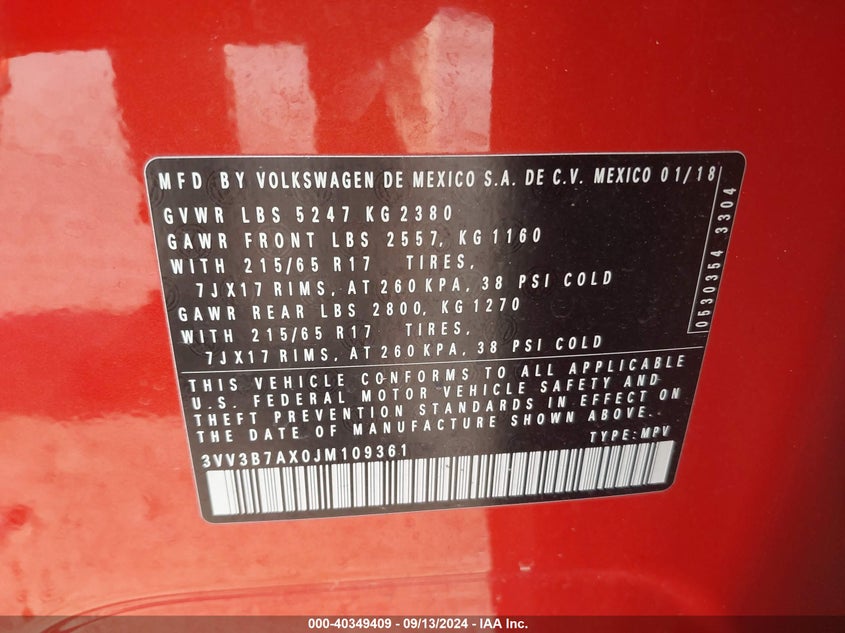 MFD BY VOLKSWAGEN DE MEXICO S.A. DE C.V. MEXICO 01/18
GVWR LBS 5247 KG 2380
GAWR FRONT LBS 2557, KG 1160
WITH 215/65 R17 TIRES,
7JX17 RIMS, AT 260 KPA, 38 PSI COLD
GAWR REAR LBS 2800, KG 1270
WITH 215/65 R17 TIRES,
7JX17 RIMS, AT 260 KPA, 38 PSI COLD
0530354 3304
THIS VEHICLE CONFORMS TO ALL APPLICABLE
U.S. FEDERAL MOTOR VEHICLE SAFETY AND
THEFT PREVENTION STANDARDS IN EFFECT ON
THE DATE OF MANUFACTURE SHOWN ABOVE.
TYPE: MPV
3VV3B7AX0JM109361
000-40349409 - 09/13/2024 - IAA Inc.